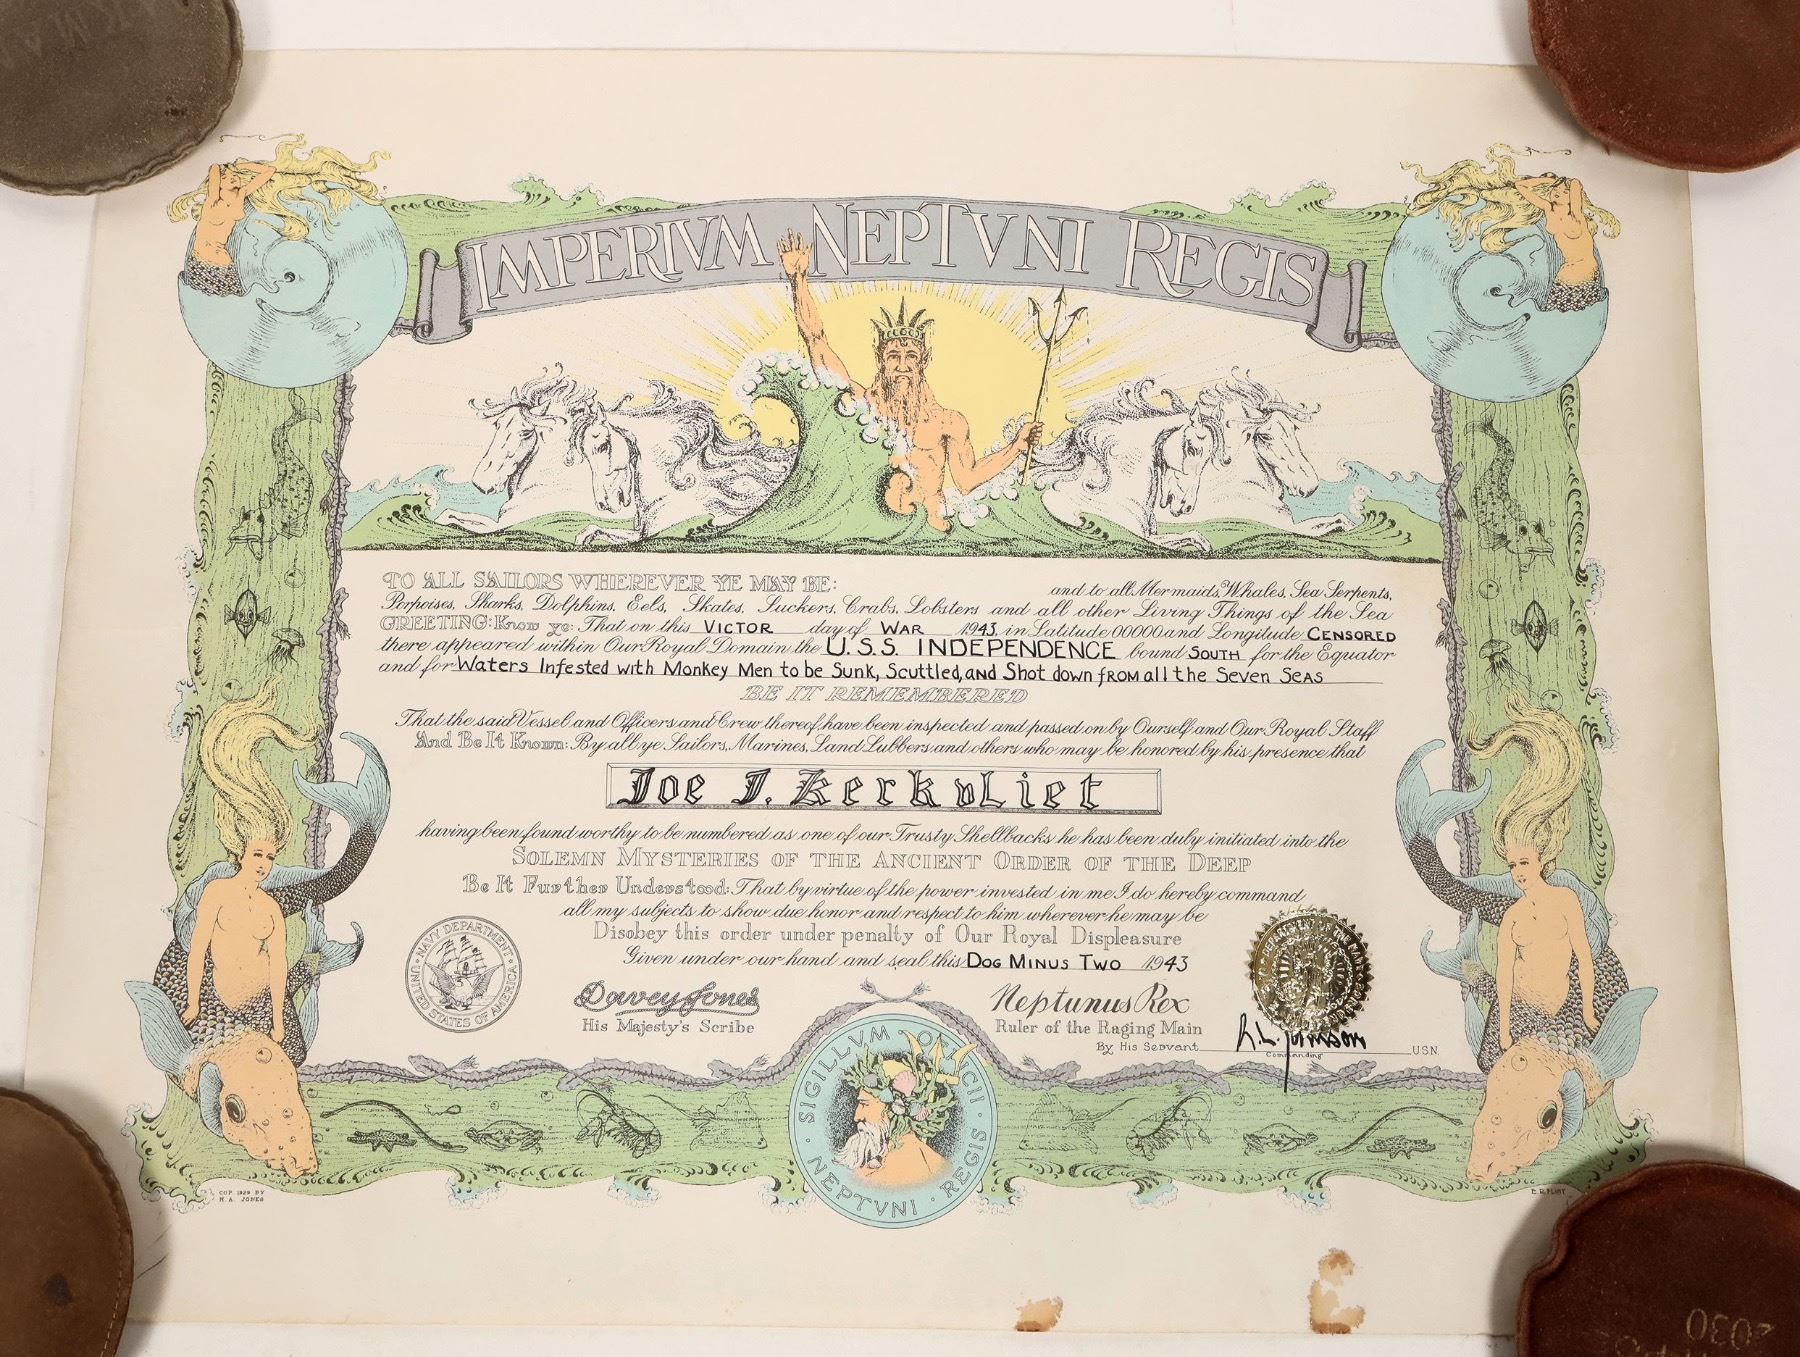 IMPERIVM NEPTVNI REGIS
TO ALL SAILORS WHEREVER YE MAY BE: and to all Mermaids, Whales, Sea Serpents,
Porpoises, Sharks, Dolphins, Eels, Skates, Suckers, Crabs, Lobsters and all other Living Things of the Sea
GREETING: Know ye: That on this VICTOR day of WAR 1943, in Latitude 00000 and Longitude CENSORED
there appeared within Our Royal Domain the U.S.S. INDEPENDENCE bound SOUTH for the Equator
and for Waters Infested with Monkey Men to be Sunk, Scuttled, AND Shot down fROM all the Seven SEAS
BE IT REMEMBERED
That the said Vessel and Officers and Crew thereof, have been inspected and passed on by Ourself and Our Royal Staff
And Be It Known: By all ye Sailors, Marines, Land Lubbers and others who may be honored by his presence that
Joe J. KerkvLiet
having been found worthy to be numbered as one of our Trusty Shellbacks he has been duly initiated into the
SOLEMN MYSTERIES OF THE ANCIENT ORDER OF THE DEEP
Be It Further Understood: That by virtue of the power invested in me I do hereby command
all my subjects to show due honor and respect to him wherever he may be
Disobey this order under penalty of Our Royal Displeasure
Given under our hand and seal this DOG MINUS TWO 1943
NAVY DEPARTMENT
UNITED STATES OF AMERICA
Davey Jones
His Majesty's Scribe
Neptunus Rex
Ruler of the Raging Main
By His Servant R.L. Johnson USN
Commanding
SIGILLVM OFFICII
NEPTVNI REGIS
COP. 1929 BY
H. A. JONES
E.R. FLINT
2030